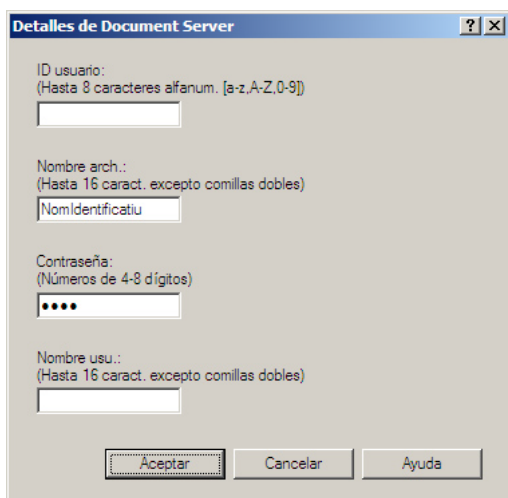 Detalles de Document Server
ID usuario:
(Hasta 8 caracteres alfanum. [a-z,A-Z,0-9])
Nombre arch.:
(Hasta 16 caract. excepto comillas dobles)
NomIdentificatiu
Contraseña:
(Números de 4-8 dígitos)
••••
Nombre usu.:
(Hasta 16 caract. excepto comillas dobles)
Aceptar Cancelar Ayuda